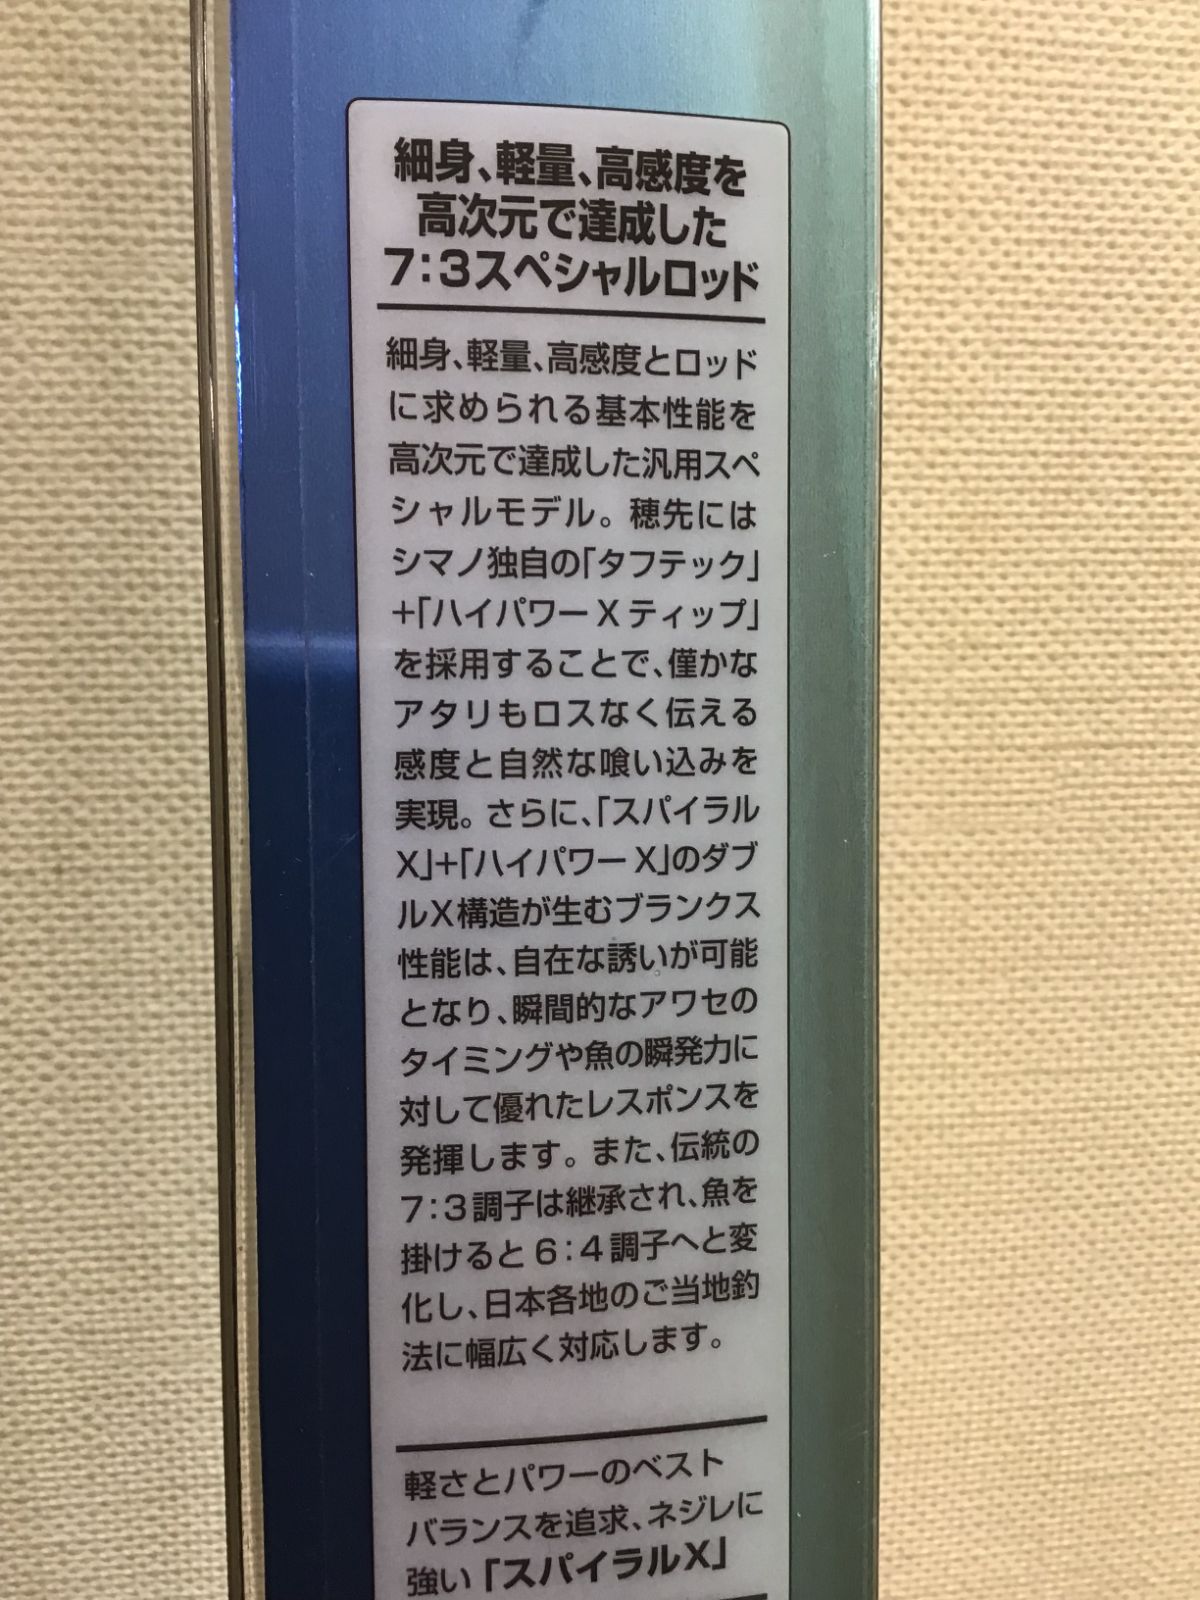 細身、軽量、高感度を
高次元で達成した
7:3スペシャルロッド
細身、軽量、高感度とロッド
に求められる基本性能を
高次元で達成した汎用スペ
シャルモデル。穂先には
シマノ独自の「タフテック」
+「ハイパワーXティップ」
を採用することで、僅かな
アタリもロスなく伝える
感度と自然な喰い込みを
実現。さらに、「スパイラル
X」+「ハイパワーX」のダブ
ルX構造が生むブランクス
性能は、自在な誘いが可能
となり、瞬間的なアワセの
タイミングや魚の瞬発力に
対して優れたレスポンスを
発揮します。また、伝統の
7:3調子は継承され、魚を
掛けると6:4調子へと変
化し、日本各地のご当地釣
法に幅広く対応します。
軽さとパワーのベスト
バランスを追求、ネジレに
強い「スパイラルX」